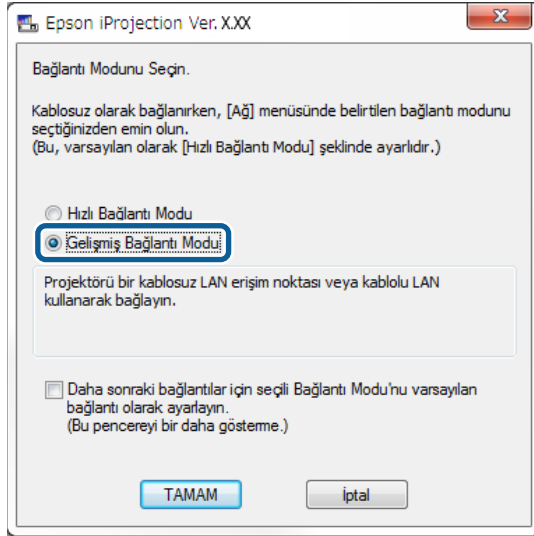 Epson iProjection Ver. X.XX
Bağlantı Modunu Seçin.
Kablosuz olarak bağlanırken, [Ağ] menüsünde belirtilen bağlantı modunu
seçtiğinizden emin olun.
(Bu, varsayılan olarak [Hızlı Bağlantı Modu] şeklinde ayarlıdır.)
Hızlı Bağlantı Modu
Gelişmiş Bağlantı Modu
Projektörü bir kablosuz LAN erişim noktası veya kablolu LAN
kullanarak bağlayın.
Daha sonraki bağlantılar için seçili Bağlantı Modu'nu varsayılan
bağlantı olarak ayarlayın.
(Bu pencereyi bir daha gösterme.)
TAMAM
İptal